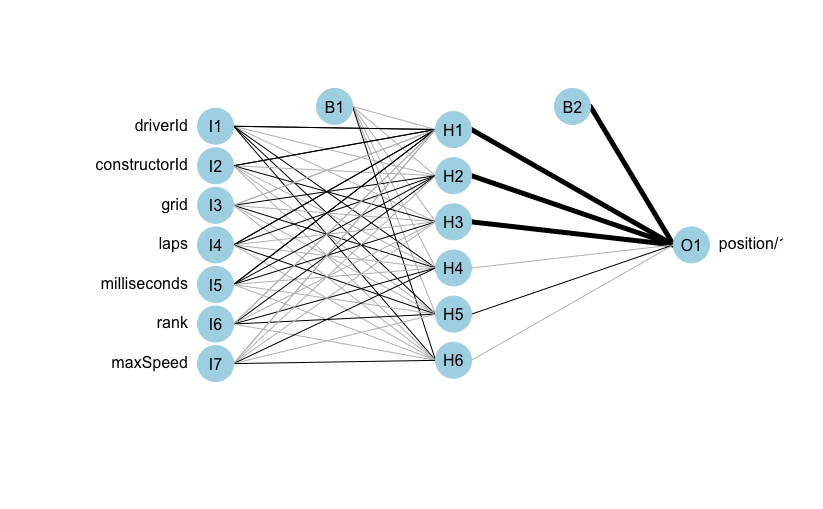 B1
B2
driverId I1
H1
constructorId I2
H2
grid I3
H3
laps I4
O1 position/
H4
milliseconds I5
H5
rank I6
H6
maxSpeed I7